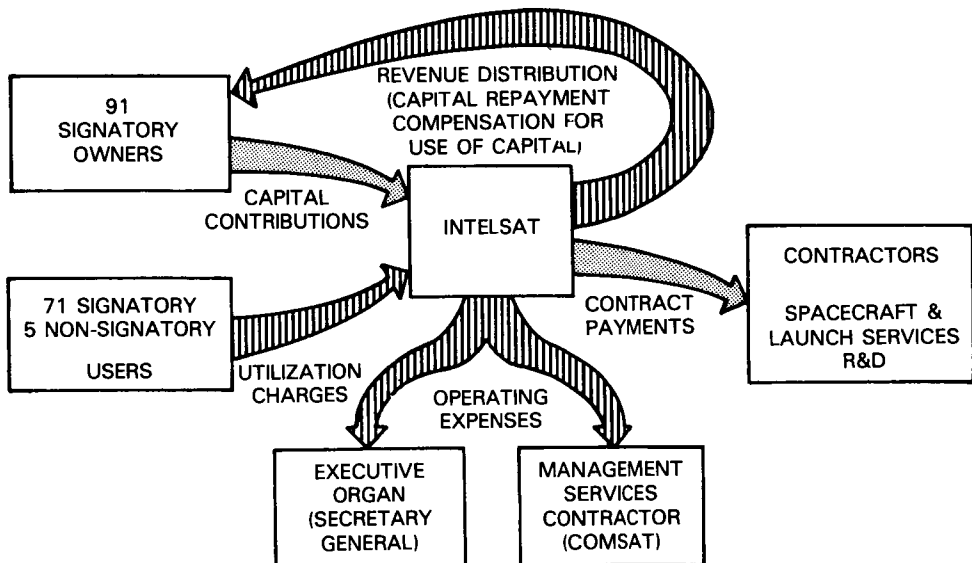 91
SIGNATORY
OWNERS
REVENUE DISTRIBUTION
(CAPITAL REPAYMENT
COMPENSATION FOR
USE OF CAPITAL)
CAPITAL
CONTRIBUTIONS
INTELSAT
71 SIGNATORY
5 NON-SIGNATORY
USERS
UTILIZATION
CHARGES
CONTRACT
PAYMENTS
CONTRACTORS
SPACECRAFT &
LAUNCH SERVICES
R&D
OPERATING
EXPENSES
EXECUTIVE
ORGAN
(SECRETARY
GENERAL)
MANAGEMENT
SERVICES
CONTRACTOR
(COMSAT)